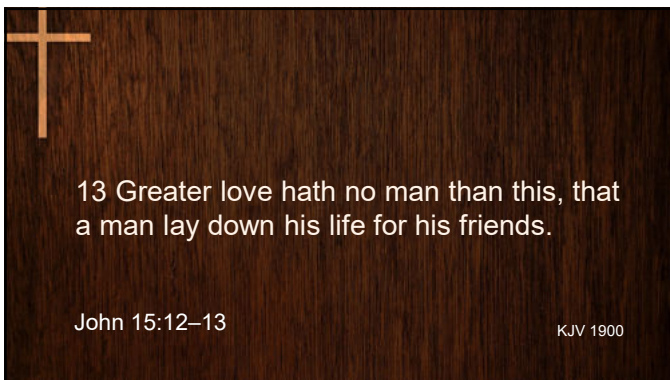 13 Greater love hath no man than this, that
a man lay down his life for his friends.
John 15:12–13
KJV 1900